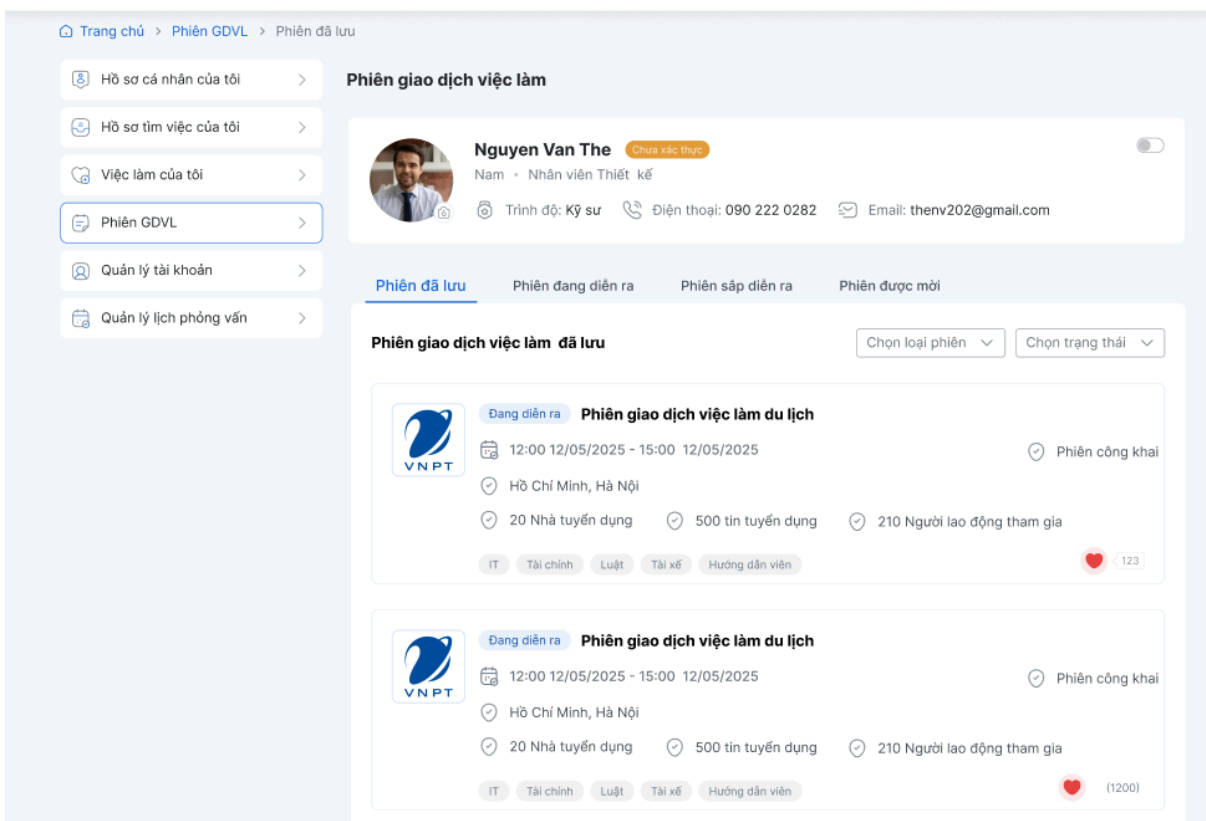 Trang chủ > Phiên GDVL > Phiên đã lưu
Hồ sơ cá nhân của tôi
Hồ sơ tìm việc của tôi
Việc làm của tôi
Phiên GDVL
Quản lý tài khoản
Quản lý lịch phỏng vấn
Phiên giao dịch việc làm
Nguyen Van The Chưa xác thực
Nam • Nhân viên Thiết kế
Trình độ: Kỹ sư Điện thoại: 090 222 0282 Email: thenv202@gmail.com
Phiên đã lưu Phiên đang diễn ra Phiên sắp diễn ra Phiên được mời
Phiên giao dịch việc làm đã lưu Chọn loại phiên Chọn trạng thái
VNPT
Đang diễn ra Phiên giao dịch việc làm du lịch
12:00 12/05/2025 - 15:00 12/05/2025 Phiên công khai
Hồ Chí Minh, Hà Nội
20 Nhà tuyển dụng 500 tin tuyển dụng 210 Người lao động tham gia
IT Tài chính Luật Tài xế Hướng dẫn viên 123
VNPT
Đang diễn ra Phiên giao dịch việc làm du lịch
12:00 12/05/2025 - 15:00 12/05/2025 Phiên công khai
Hồ Chí Minh, Hà Nội
20 Nhà tuyển dụng 500 tin tuyển dụng 210 Người lao động tham gia
IT Tài chính Luật Tài xế Hướng dẫn viên (1200)